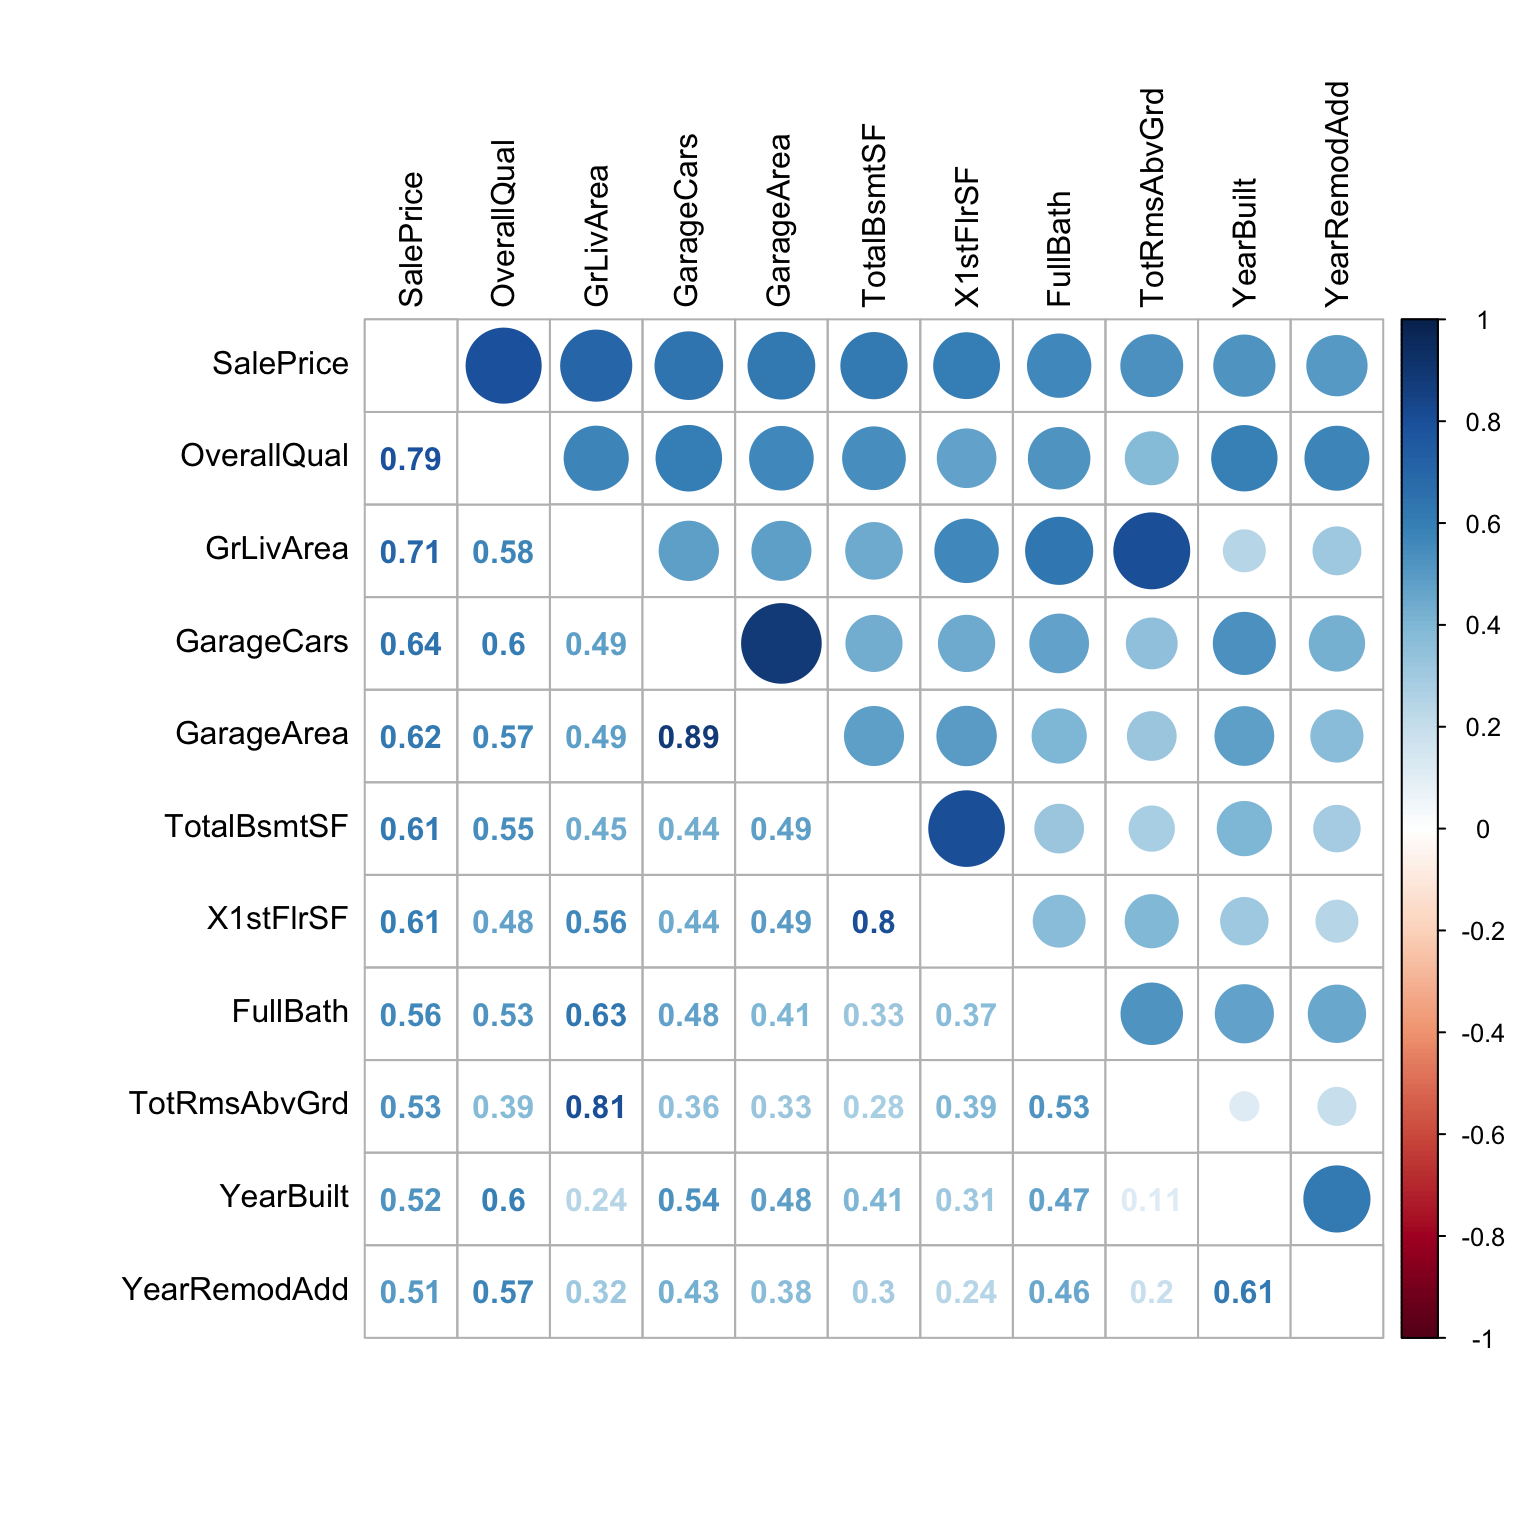 SalePrice OverallQual GrLivArea GarageCars GarageArea TotalBsmtSF X1stFlrSF FullBath TotRmsAbvGrd YearBuilt YearRemodAdd
SalePrice
OverallQual 0.79
GrLivArea 0.71 0.58
GarageCars 0.64 0.6 0.49
GarageArea 0.62 0.57 0.49 0.89
TotalBsmtSF 0.61 0.55 0.45 0.44 0.49
X1stFlrSF 0.61 0.48 0.56 0.44 0.49 0.8
FullBath 0.56 0.53 0.63 0.48 0.41 0.33 0.37
TotRmsAbvGrd 0.53 0.39 0.81 0.36 0.33 0.28 0.39 0.53
YearBuilt 0.52 0.6 0.24 0.54 0.48 0.41 0.31 0.47 0.11
YearRemodAdd 0.51 0.57 0.32 0.43 0.38 0.3 0.24 0.46 0.2 0.61
1
0.8
0.6
0.4
0.2
0
-0.2
-0.4
-0.6
-0.8
-1